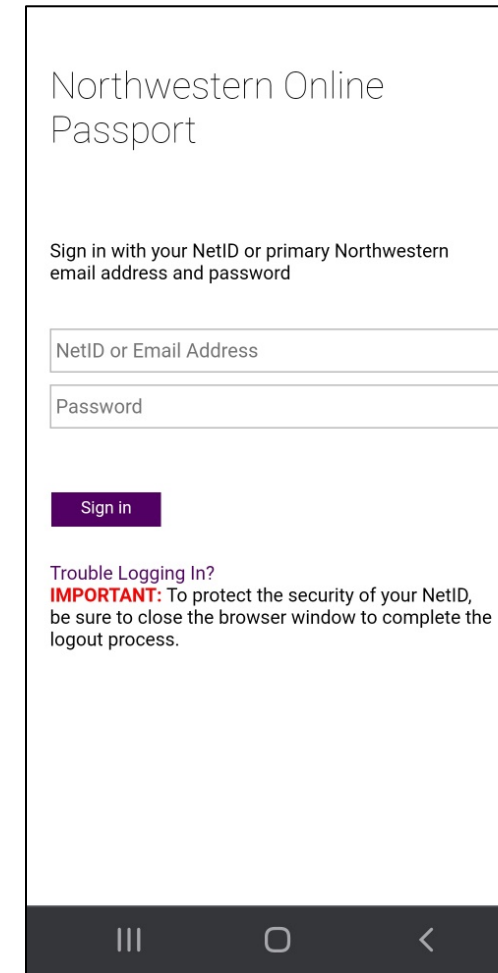 Northwestern Online
Passport
Sign in with your NetID or primary Northwestern
email address and password
NetID or Email Address
Password
Sign in
Trouble Logging In?
IMPORTANT: To protect the security of your NetID,
be sure to close the browser window to complete the
logout process.